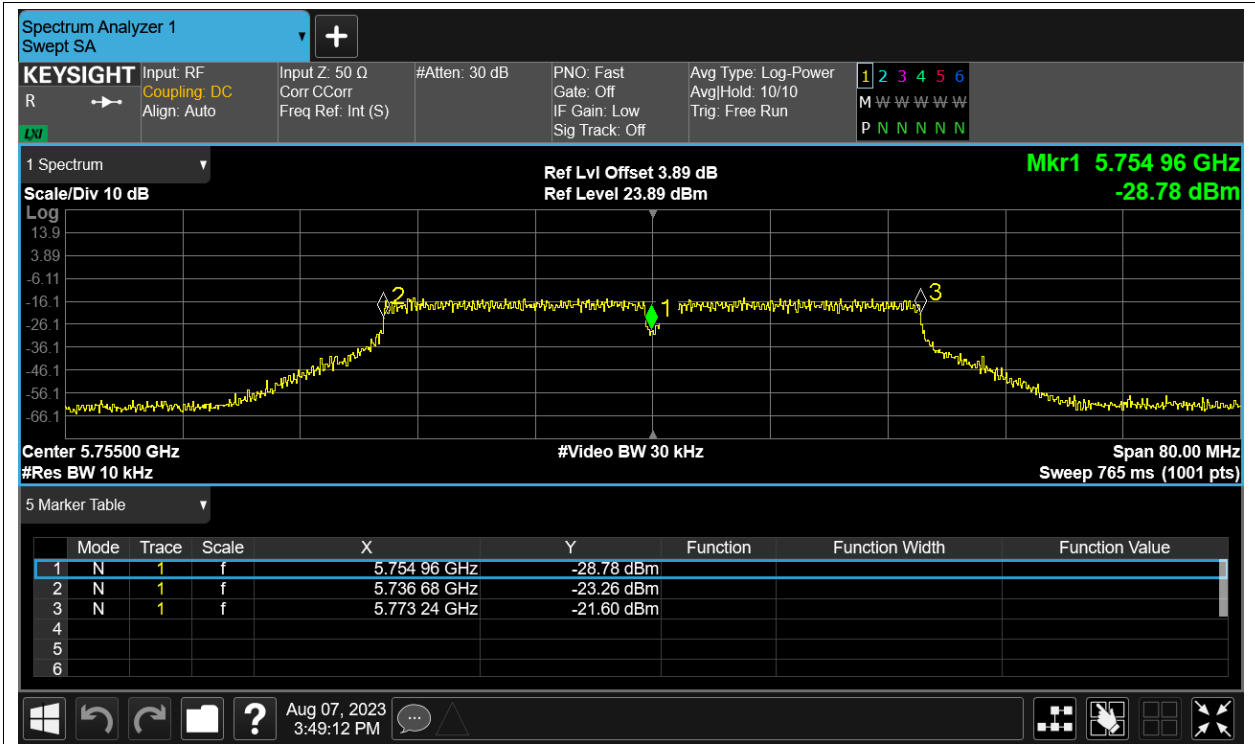 Spectrum Analyzer 1
Swept SA
+
KEYSIGHT Input: RF Input Z: 50 Ω #Atten: 30 dB PNO: Fast Avg Type: Log-Power 1 2 3 4 5 6
R Coupling: DC Corr CCorr Gate: Off Avg|Hold: 10/10 M W W W W W
Align: Auto Freq Ref: Int (S) IF Gain: Low Trig: Free Run
LXI Sig Track: Off P N N N N N
1 Spectrum Ref Lvl Offset 3.89 dB Mkr1 5.754 96 GHz
Scale/Div 10 dB Ref Level 23.89 dBm -28.78 dBm
Log
13.9
3.89
-6.11
-16.1 2 1 3
-26.1
-36.1
-46.1
-56.1
-66.1
Center 5.75500 GHz #Video BW 30 kHz Span 80.00 MHz
#Res BW 10 kHz Sweep 765 ms (1001 pts)
5 Marker Table
Mode Trace Scale X Y Function Function Width Function Value
1 N 1 f 5.754 96 GHz -28.78 dBm
2 N 1 f 5.736 68 GHz -23.26 dBm
3 N 1 f 5.773 24 GHz -21.60 dBm
4
5
6
? Aug 07, 2023
3:49:12 PM